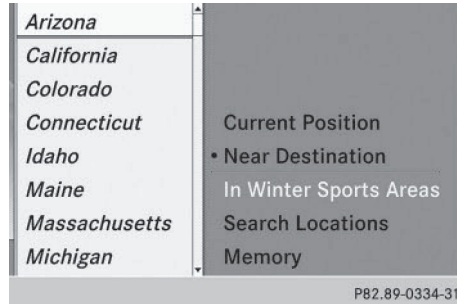 Arizona
California
Colorado
Connecticut
Idaho
Maine
Massachusetts
Michigan
Current Position
• Near Destination
In Winter Sports Areas
Search Locations
Memory
P82.89-0334-31